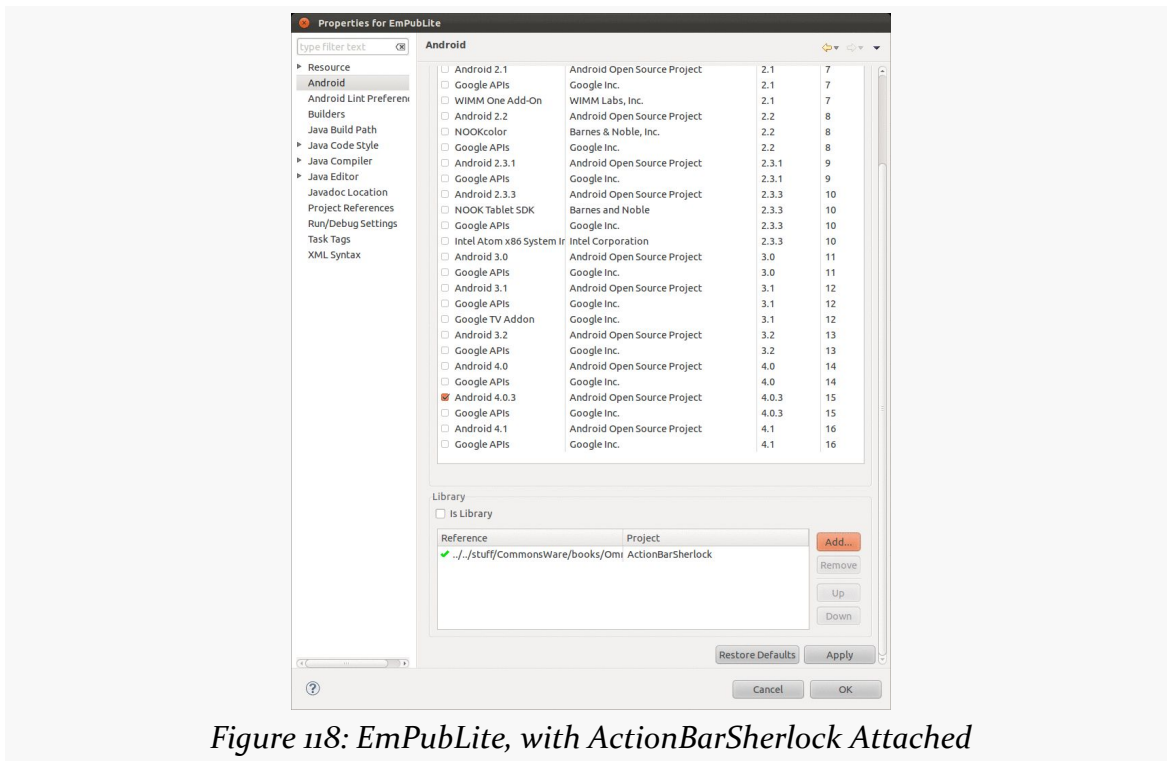 Properties for EmPubLite
type filter text
Android
Resource
Android
Android Lint Preferen
Builders
Java Build Path
Java Code Style
Java Compiler
Java Editor
Javadoc Location
Project References
Run/Debug Settings
Task Tags
XML Syntax
Android 2.1 Android Open Source Project 2.1 7
Google APIs Google Inc. 2.1 7
WIMM One Add-On WIMM Labs, Inc. 2.1 7
Android 2.2 Android Open Source Project 2.2 8
NOOKcolor Barnes & Noble, Inc. 2.2 8
Google APIs Google Inc. 2.2 8
Android 2.3.1 Android Open Source Project 2.3.1 9
Google APIs Google Inc. 2.3.1 9
Android 2.3.3 Android Open Source Project 2.3.3 10
NOOK Tablet SDK Barnes and Noble 2.3.3 10
Google APIs Google Inc. 2.3.3 10
Intel Atom x86 System Ir Intel Corporation 2.3.3 10
Android 3.0 Android Open Source Project 3.0 11
Google APIs Google Inc. 3.0 11
Android 3.1 Android Open Source Project 3.1 12
Google APIs Google Inc. 3.1 12
Google TV Addon Google Inc. 3.1 12
Android 3.2 Android Open Source Project 3.2 13
Google APIs Google Inc. 3.2 13
Android 4.0 Android Open Source Project 4.0 14
Google APIs Google Inc. 4.0 14
Android 4.0.3 Android Open Source Project 4.0.3 15
Google APIs Google Inc. 4.0.3 15
Android 4.1 Android Open Source Project 4.1 16
Google APIs Google Inc. 4.1 16
Library
Is Library
Reference Project
../../stuff/CommonsWare/books/Omi ActionBarSherlock
Add...
Remove
Up
Down
Restore Defaults Apply
Cancel OK
Figure 118: EmPubLite, with ActionBarSherlock Attached